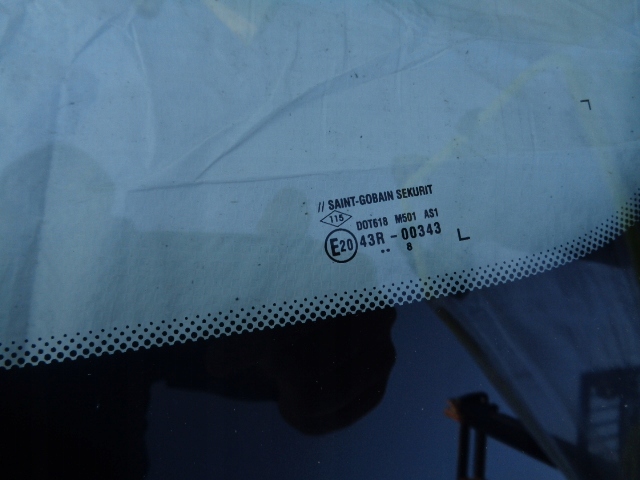 // SAINT-GOBAIN SEKURIT
115 DOT618 M501 AS1
E20 43R - 00343
•• 8